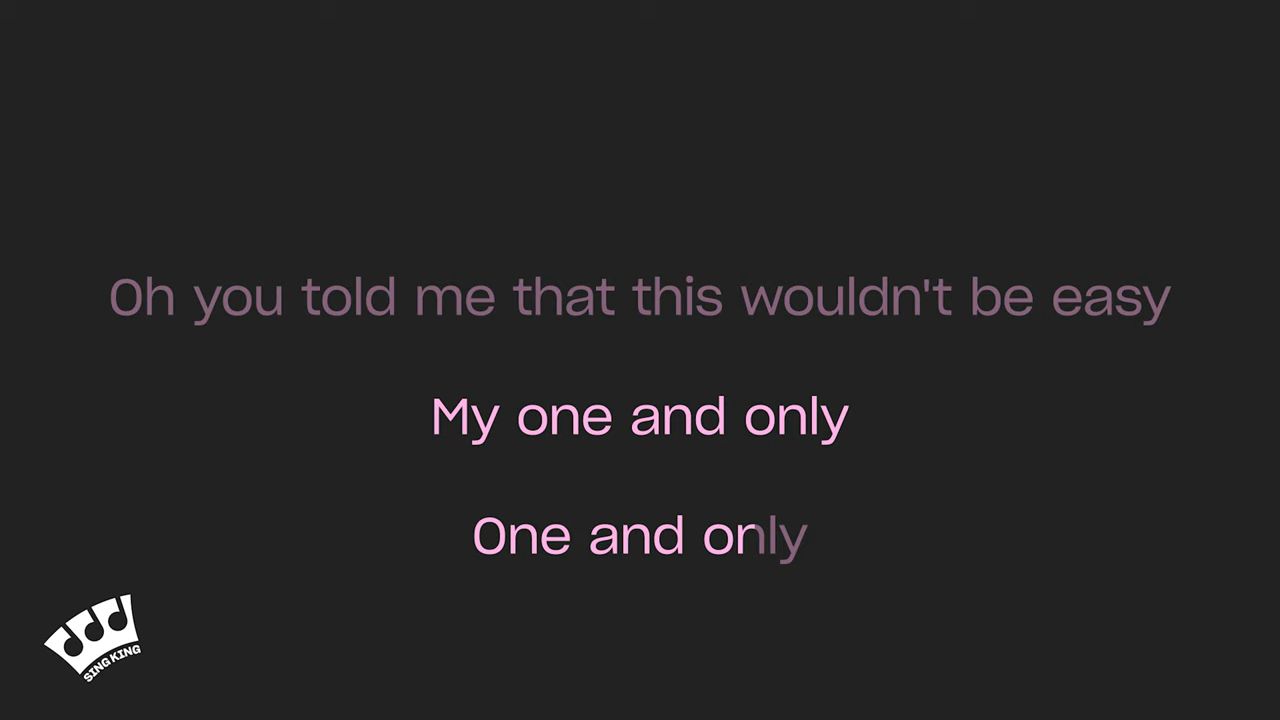 Oh you told me that this wouldn't be easy
My one and only
One and only
SING KING